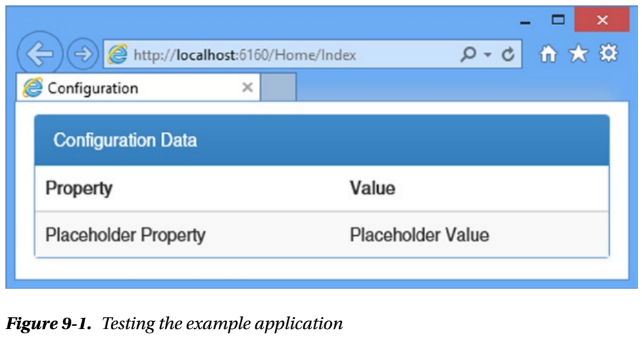 http://localhost:6160/Home/Index
Configuration
Configuration Data
Property Value
Placeholder Property Placeholder Value
Figure 9-1. Testing the example application